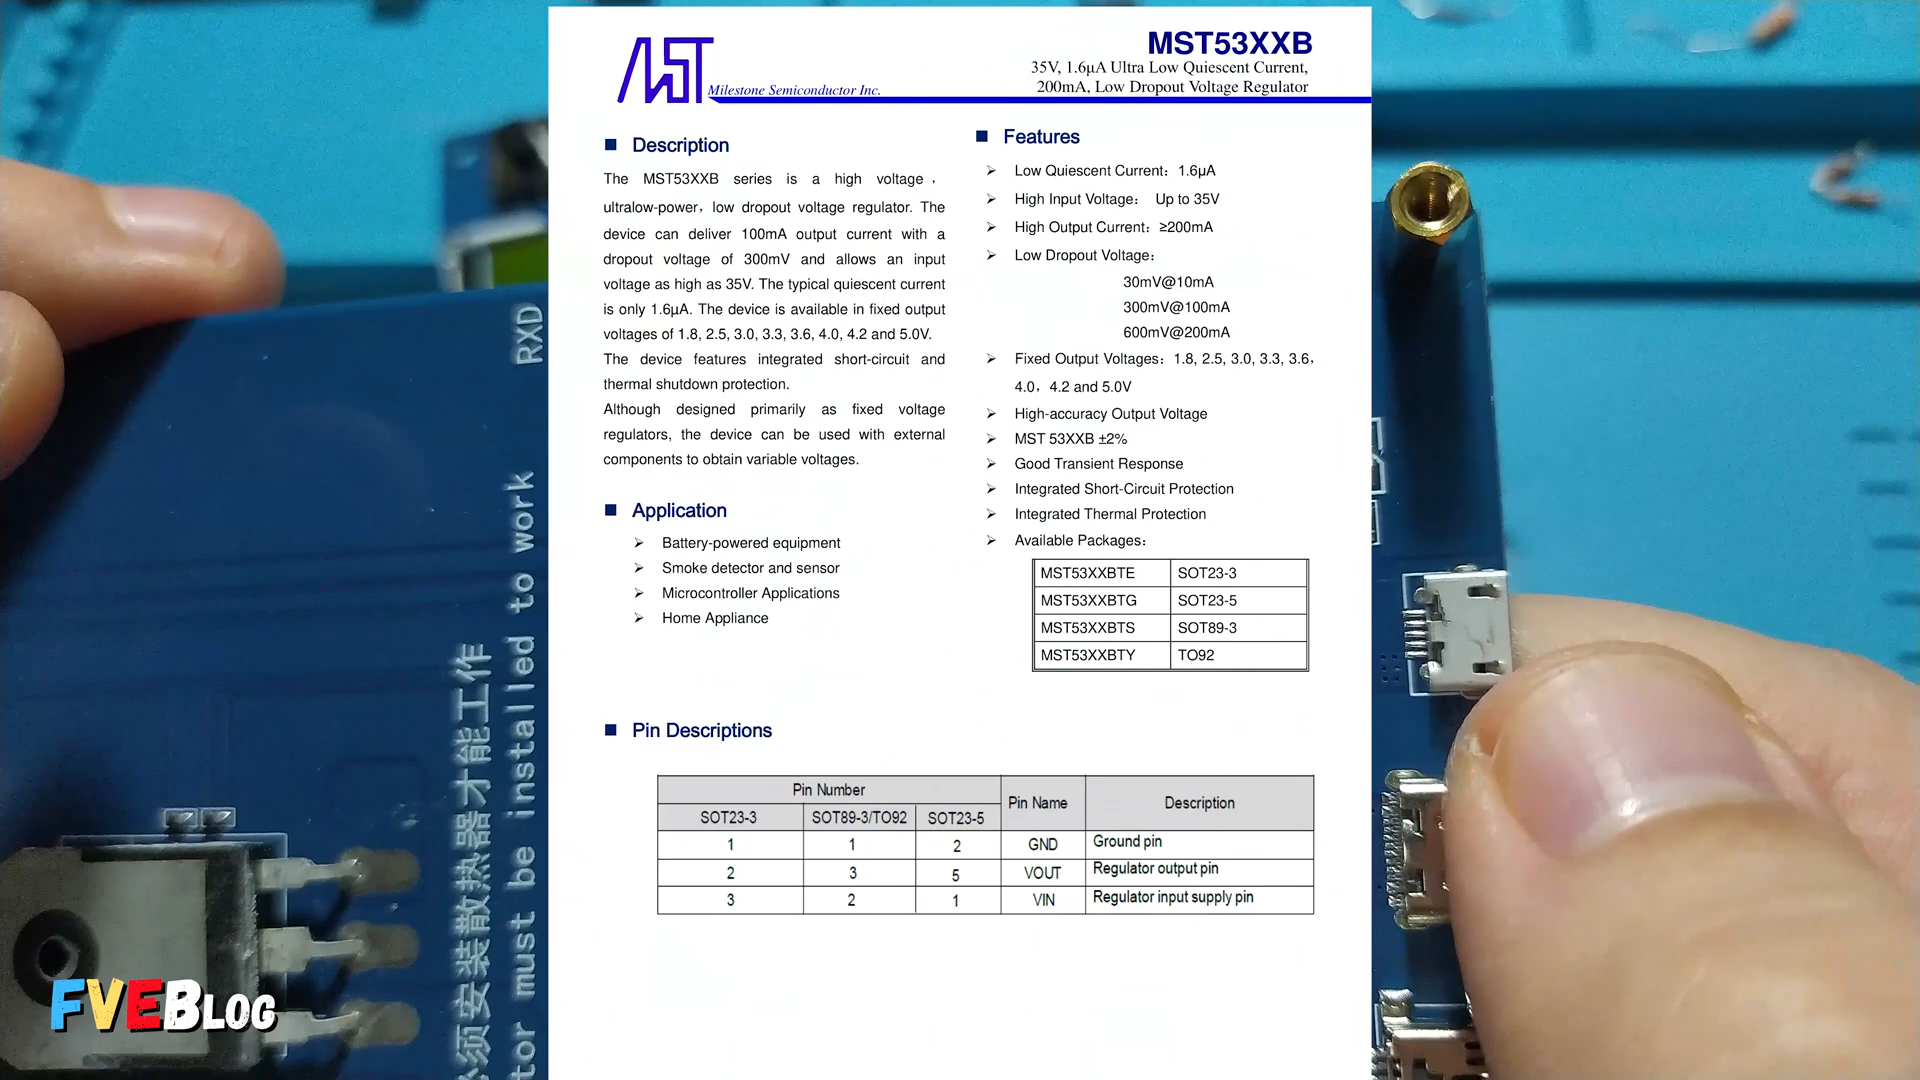 MST
Milestone Semiconductor Inc.
MST53XXB
35V, 1.6μA Ultra Low Quiescent Current,
200mA, Low Dropout Voltage Regulator
Description
The MST53XXB series is a high voltage，
ultralow-power，low dropout voltage regulator. The
device can deliver 100mA output current with a
dropout voltage of 300mV and allows an input
voltage as high as 35V. The typical quiescent current
is only 1.6μA. The device is available in fixed output
voltages of 1.8, 2.5, 3.0, 3.3, 3.6, 4.0, 4.2 and 5.0V.
The device features integrated short-circuit and
thermal shutdown protection.
Although designed primarily as fixed voltage
regulators, the device can be used with external
components to obtain variable voltages.
Application
Battery-powered equipment
Smoke detector and sensor
Microcontroller Applications
Home Appliance
Features
Low Quiescent Current：1.6μA
High Input Voltage： Up to 35V
High Output Current：≥200mA
Low Dropout Voltage：
30mV@10mA
300mV@100mA
600mV@200mA
Fixed Output Voltages：1.8, 2.5, 3.0, 3.3, 3.6，
4.0，4.2 and 5.0V
High-accuracy Output Voltage
MST 53XXB ±2%
Good Transient Response
Integrated Short-Circuit Protection
Integrated Thermal Protection
Available Packages：
MST53XXBTE SOT23-3
MST53XXBTG SOT23-5
MST53XXBTS SOT89-3
MST53XXBTY TO92
Pin Descriptions
Pin Number Pin Name Description
SOT23-3 SOT89-3/TO92 SOT23-5
1 1 2 GND Ground pin
2 3 5 VOUT Regulator output pin
3 2 1 VIN Regulator input supply pin
RXD
必须安装散热器才能工作
tor must be installed to work
FVEBLOG